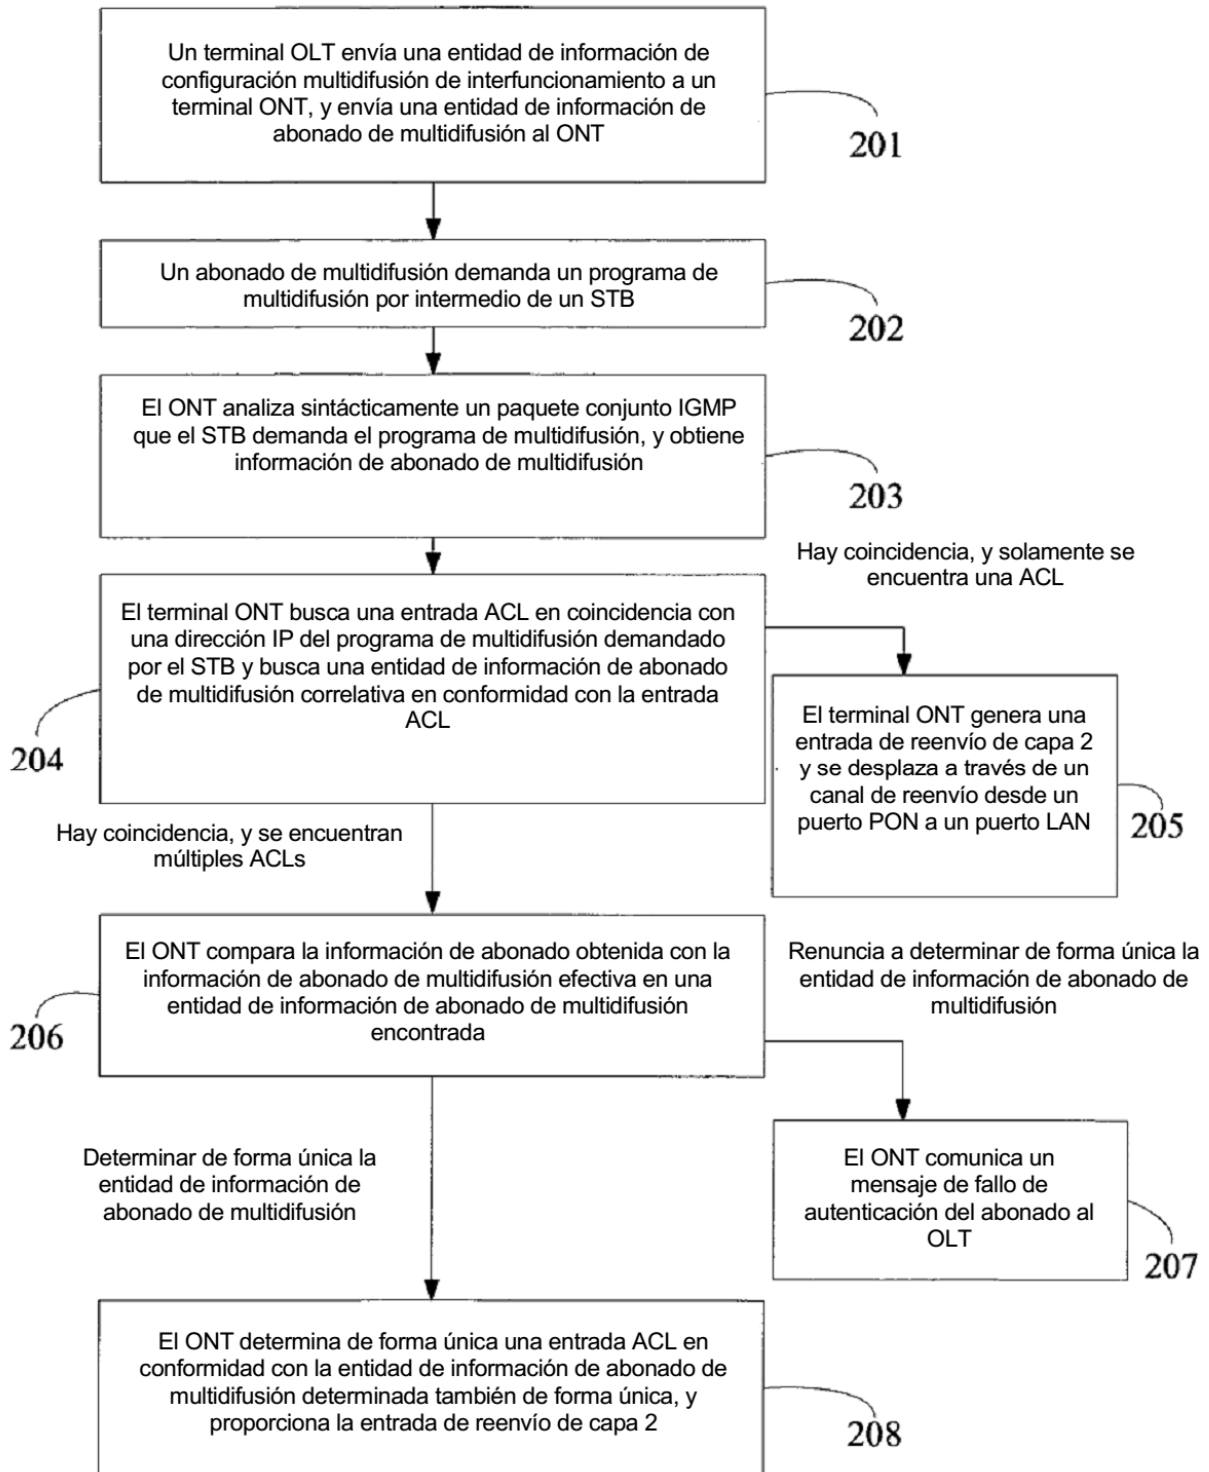 Un terminal OLT envía una entidad de información de
configuración multidifusión de interfuncionamiento a un
terminal ONT, y envía una entidad de información de
abonado de multidifusión al ONT
201
Un abonado de multidifusión demanda un programa de
multidifusión por intermedio de un STB
202
El ONT analiza sintácticamente un paquete conjunto IGMP
que el STB demanda el programa de multidifusión, y obtiene
información de abonado de multidifusión
203
Hay coincidencia, y solamente se
encuentra una ACL
El terminal ONT busca una entrada ACL en coincidencia con
una dirección IP del programa de multidifusión demandado
por el STB y busca una entidad de información de abonado
de multidifusión correlativa en conformidad con la entrada
ACL
204
El terminal ONT genera una
entrada de reenvío de capa 2
y se desplaza a través de un
canal de reenvío desde un
puerto PON a un puerto LAN
205
Hay coincidencia, y se encuentran
múltiples ACLs
El ONT compara la información de abonado obtenida con la
información de abonado de multidifusión efectiva en una
entidad de información de abonado de multidifusión
encontrada
206
Renuncia a determinar de forma única la
entidad de información de abonado de
multidifusión
Determinar de forma única la
entidad de información de
abonado de multidifusión
El ONT comunica un
mensaje de fallo de
autenticación del abonado al
OLT
207
El ONT determina de forma única una entrada ACL en
conformidad con la entidad de información de abonado de
multidifusión determinada también de forma única, y
proporciona la entrada de reenvío de capa 2
208